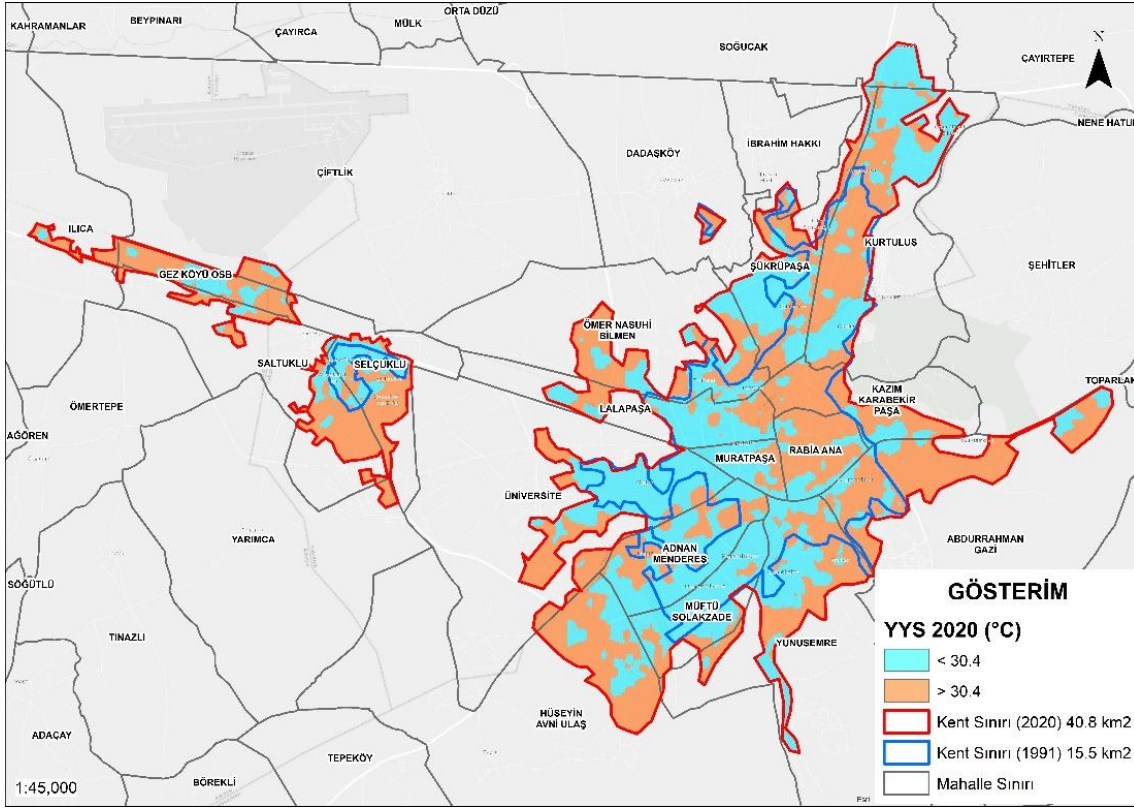 ORTA DÜZÜ
KAHRAMANLAR
BEYPINARI
ÇAYIRCA
MÜLK
SOĞUCAK
ÇAYIRTEPE
N
NENE HATUN
İBRAHİM HAKKI
DADAŞKÖY
ÇİFTLİK
ILICA
KURTULUS
GEZ KÖYÜ OSB
ŞÜKRÜPAŞA
ŞEHİTLER
ÖMER NASUHİ
BİLMEN
SALTUKLU
SELÇUKLU
TOPARLAK
KAZIM
KARABEKİR
PAŞA
ÖMERTEPE
LALAPAŞA
AĞÖREN
MURATPAŞA
RABİA ANA
ÜNİVERSİTE
YARIMCA
ABDURRAHMAN
GAZİ
ADNAN
MENDERES
SÖĞÜTLÜ
MÜFTÜ
SOLAKZADE
TINAZLI
YUNUSEMRE
HÜSEYİN
AVNİ ULAŞ
ADAÇAY
TEPEKÖY
BÖREKLİ
1:45,000
GÖSTERİM
YYS 2020 (°C)
< 30.4
> 30.4
Kent Sınırı (2020) 40.8 km2
Kent Sınırı (1991) 15.5 km2
Mahalle Sınırı